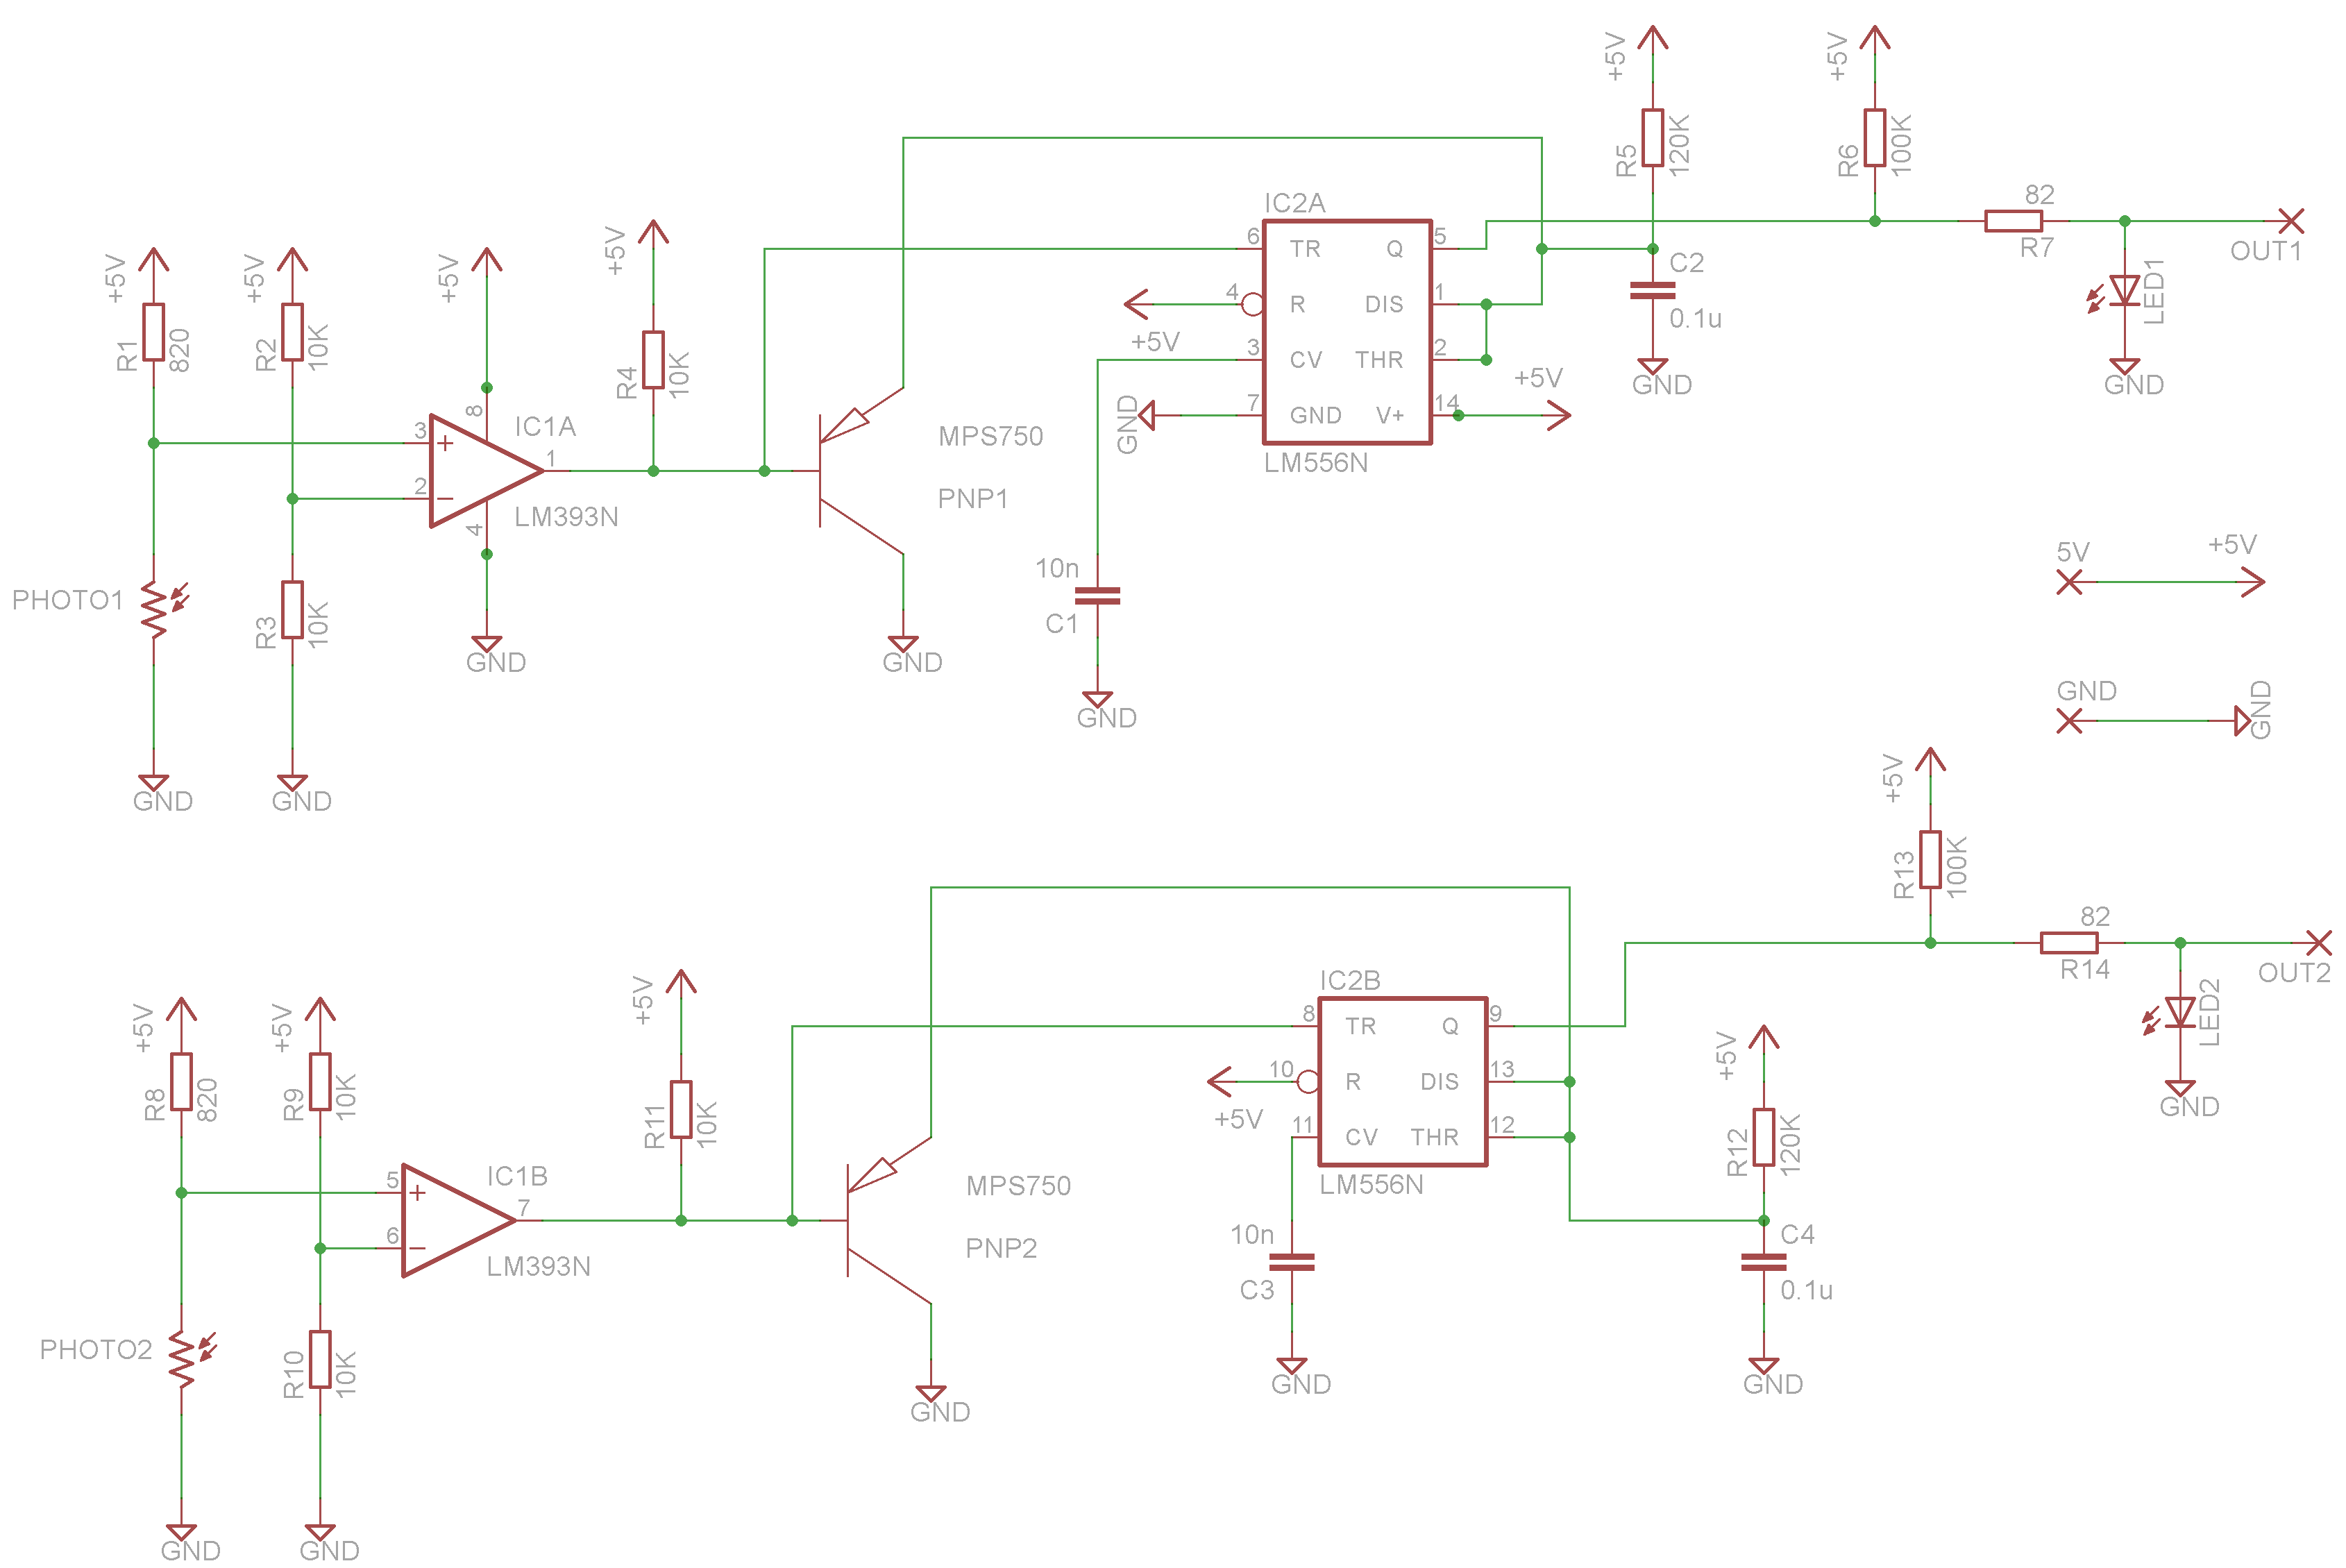 +5V
R1
820
+5V
R2
10K
+5V
+5V
R4
10K
PHOTO1
R3
10K
GND
GND
3
2
8
4
1
IC1A
LM393N
GND
MPS750
PNP1
GND
10n
C1
GND
IC2A
6
TR
Q
5
4
R
DIS
1
+5V
3
CV
THR
2
GND
7
GND
V+
14
+5V
LM556N
+5V
R5
120K
C2
0.1u
GND
+5V
R6
100K
82
R7
OUT1
LED1
GND
5V
+5V
GND
GND
+5V
R8
820
+5V
R9
10K
+5V
R11
10K
PHOTO2
R10
10K
GND
GND
5
6
7
IC1B
LM393N
MPS750
PNP2
GND
IC2B
8
TR
Q
9
10
R
DIS
13
+5V
11
CV
THR
12
LM556N
10n
C3
GND
+5V
R12
120K
C4
0.1u
GND
+5V
R13
100K
82
R14
OUT2
LED2
GND